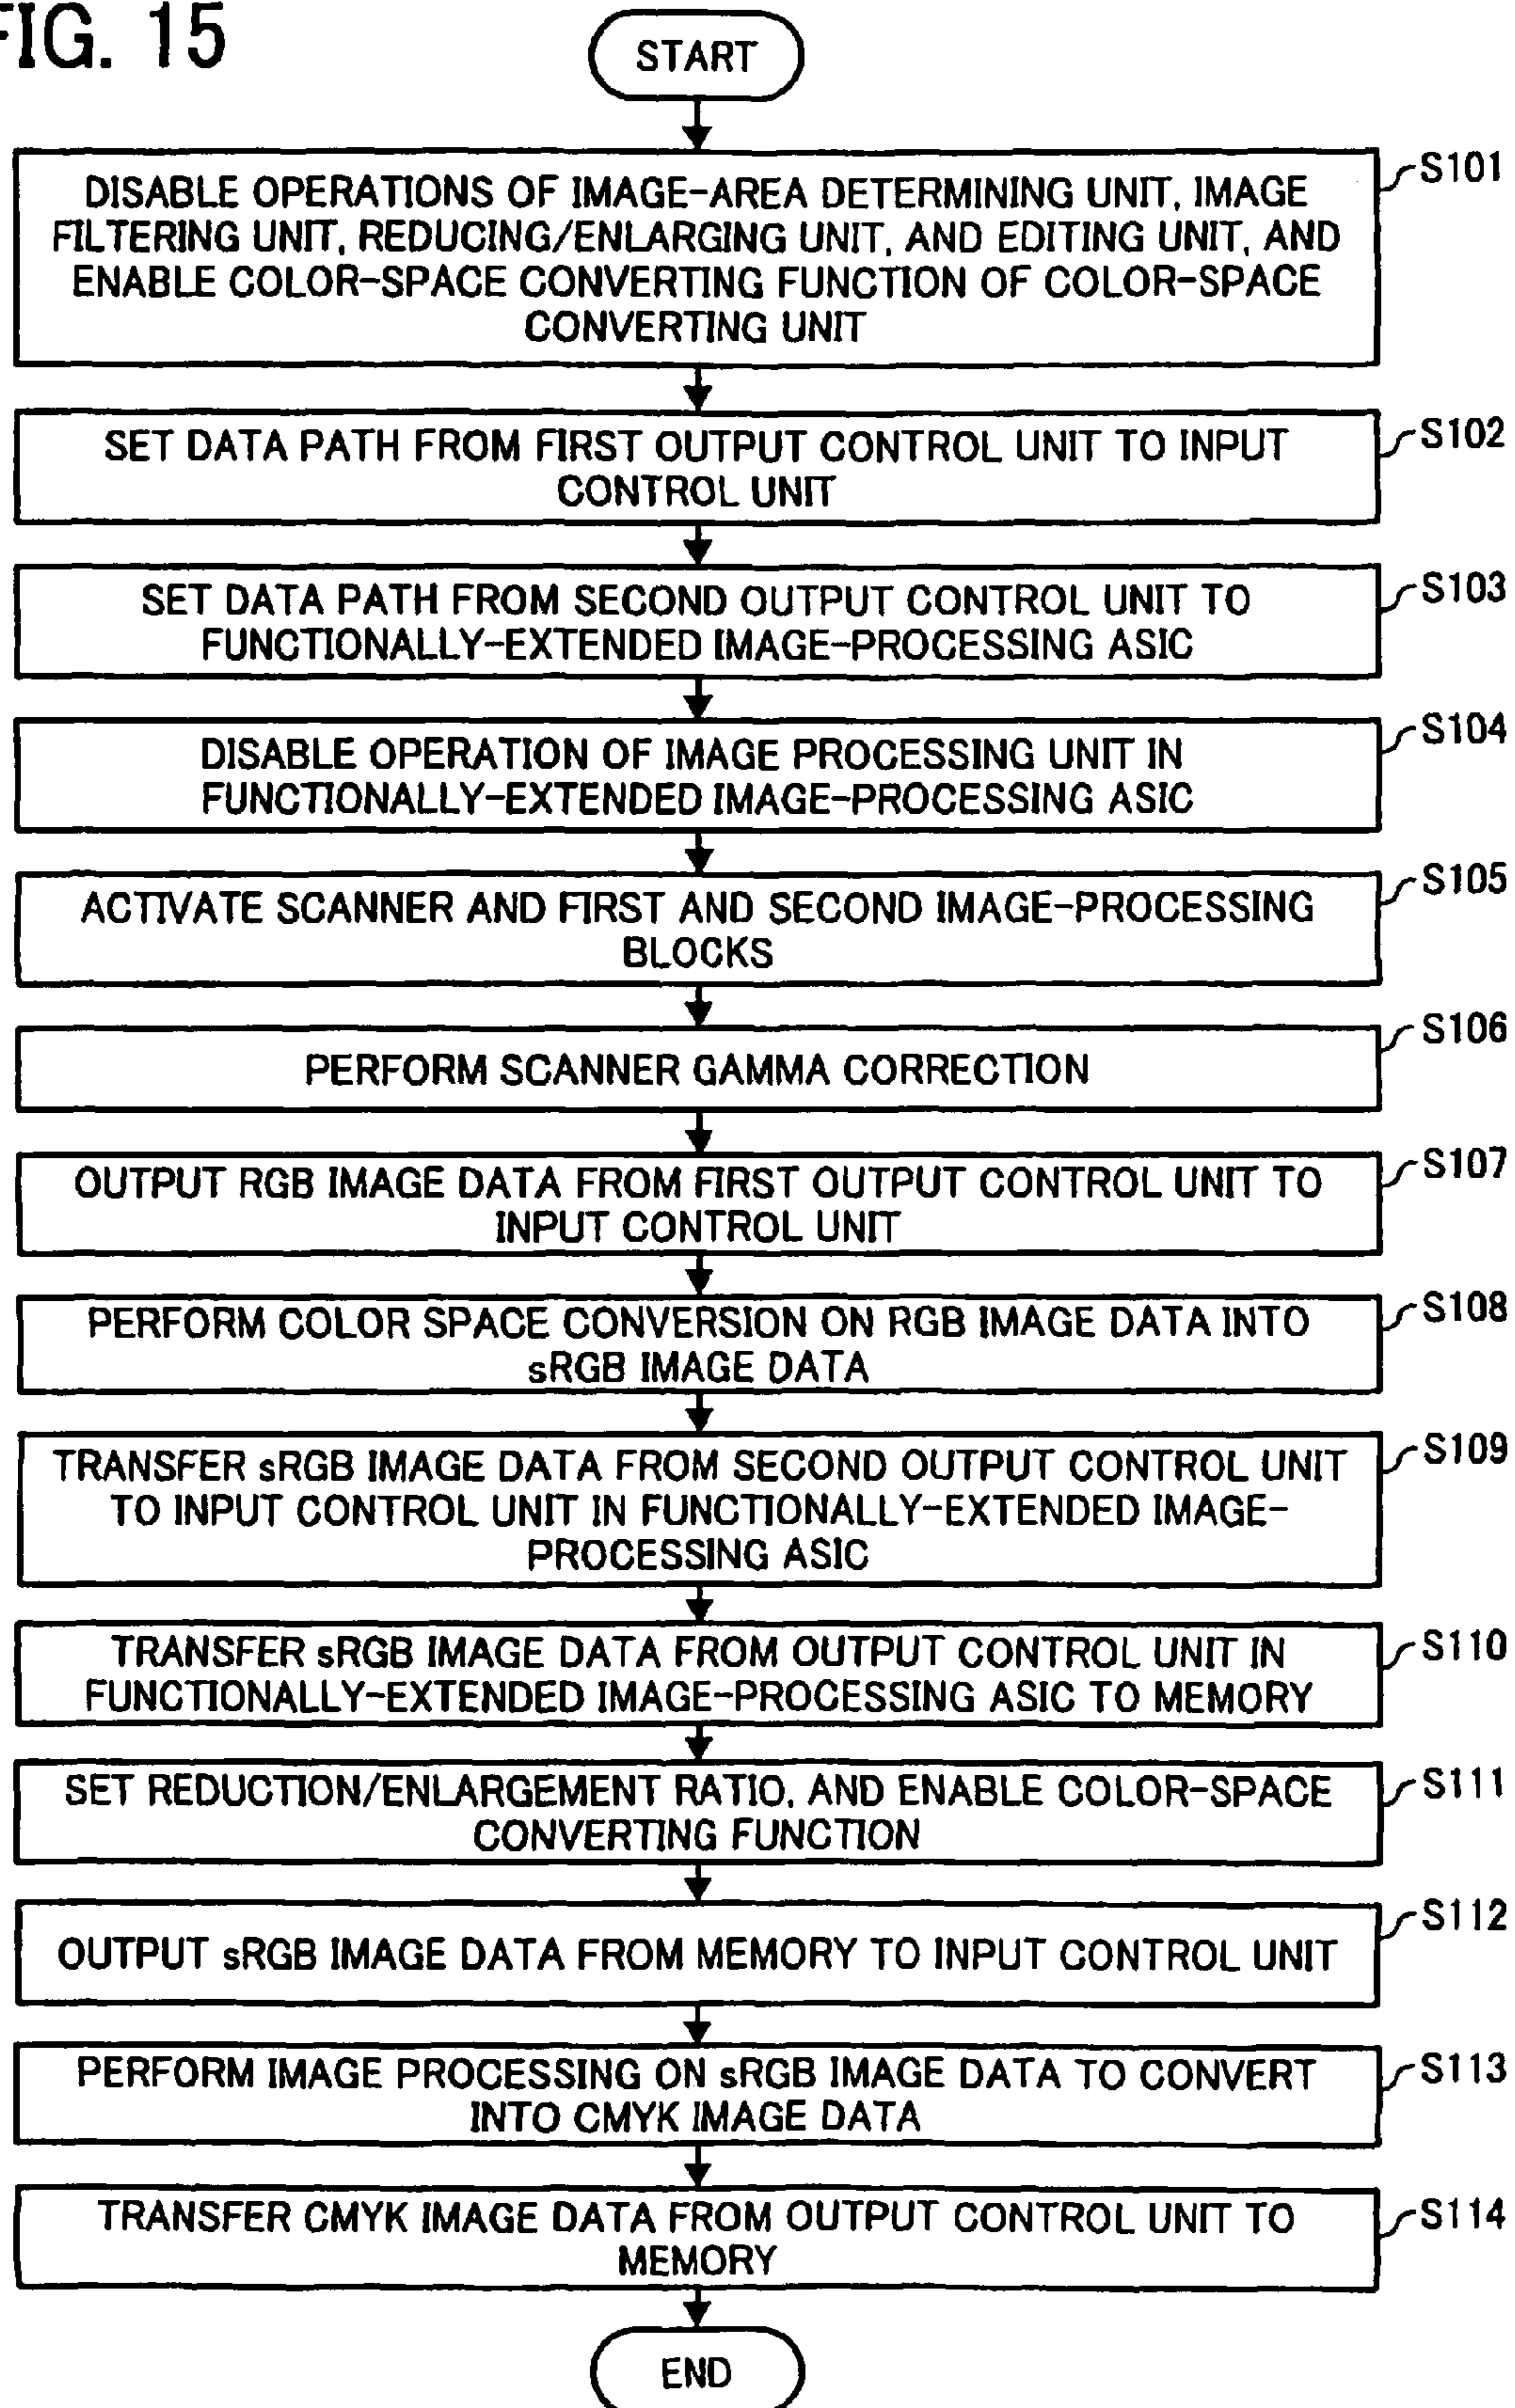 FIG. 15
START
DISABLE OPERATIONS OF IMAGE-AREA DETERMINING UNIT, IMAGE
FILTERING UNIT, REDUCING/ENLARGING UNIT, AND EDITING UNIT, AND
ENABLE COLOR-SPACE CONVERTING FUNCTION OF COLOR-SPACE
CONVERTING UNIT
S101
SET DATA PATH FROM FIRST OUTPUT CONTROL UNIT TO INPUT
CONTROL UNIT
S102
SET DATA PATH FROM SECOND OUTPUT CONTROL UNIT TO
FUNCTIONALLY-EXTENDED IMAGE-PROCESSING ASIC
S103
DISABLE OPERATION OF IMAGE PROCESSING UNIT IN
FUNCTIONALLY-EXTENDED IMAGE-PROCESSING ASIC
S104
ACTIVATE SCANNER AND FIRST AND SECOND IMAGE-PROCESSING
BLOCKS
S105
PERFORM SCANNER GAMMA CORRECTION
S106
OUTPUT RGB IMAGE DATA FROM FIRST OUTPUT CONTROL UNIT TO
INPUT CONTROL UNIT
S107
PERFORM COLOR SPACE CONVERSION ON RGB IMAGE DATA INTO
sRGB IMAGE DATA
S108
TRANSFER sRGB IMAGE DATA FROM SECOND OUTPUT CONTROL UNIT
TO INPUT CONTROL UNIT IN FUNCTIONALLY-EXTENDED IMAGE-
PROCESSING ASIC
S109
TRANSFER sRGB IMAGE DATA FROM OUTPUT CONTROL UNIT IN
FUNCTIONALLY-EXTENDED IMAGE-PROCESSING ASIC TO MEMORY
S110
SET REDUCTION/ENLARGEMENT RATIO, AND ENABLE COLOR-SPACE
CONVERTING FUNCTION
S111
OUTPUT sRGB IMAGE DATA FROM MEMORY TO INPUT CONTROL UNIT
S112
PERFORM IMAGE PROCESSING ON sRGB IMAGE DATA TO CONVERT
INTO CMYK IMAGE DATA
S113
TRANSFER CMYK IMAGE DATA FROM OUTPUT CONTROL UNIT TO
MEMORY
S114
END